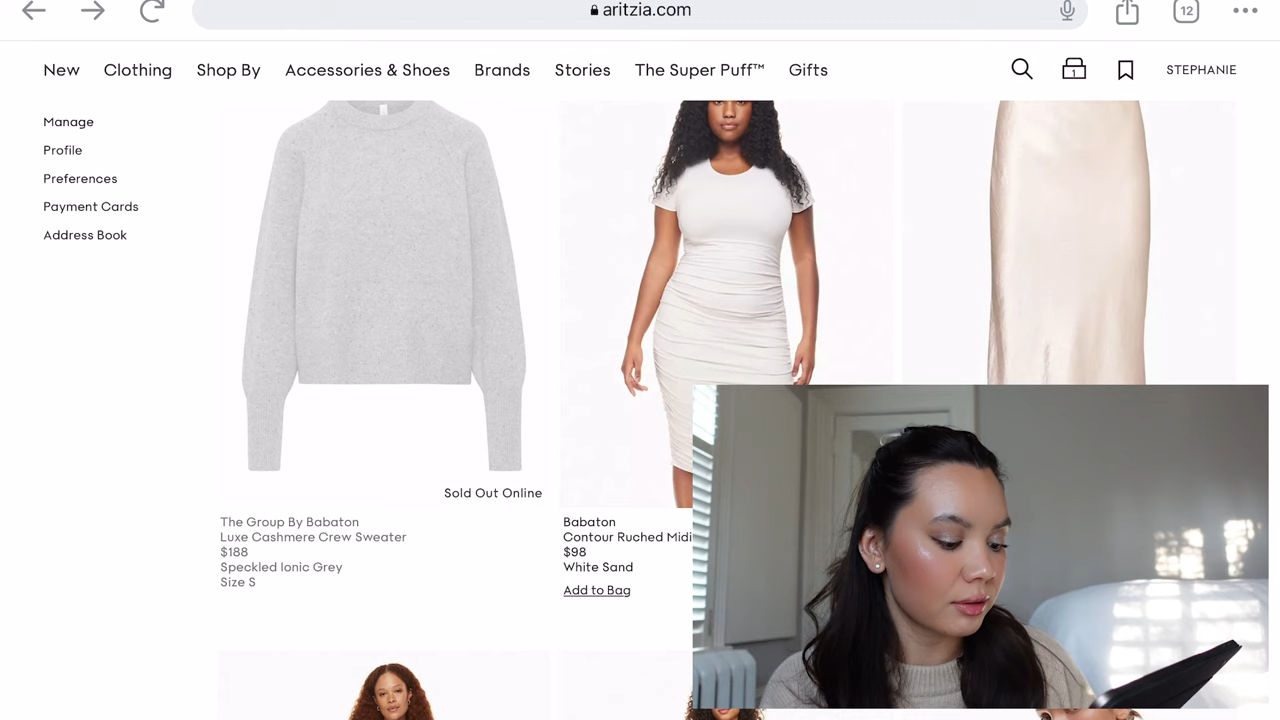 aritzia.com
12
New Clothing Shop By Accessories & Shoes Brands Stories The Super Puff™ Gifts
1
STEPHANIE
Manage
Profile
Preferences
Payment Cards
Address Book
Sold Out Online
The Group By Babaton
Luxe Cashmere Crew Sweater
$188
Speckled Ionic Grey
Size S
Babaton
Contour Ruched Midi
$98
White Sand
Add to Bag